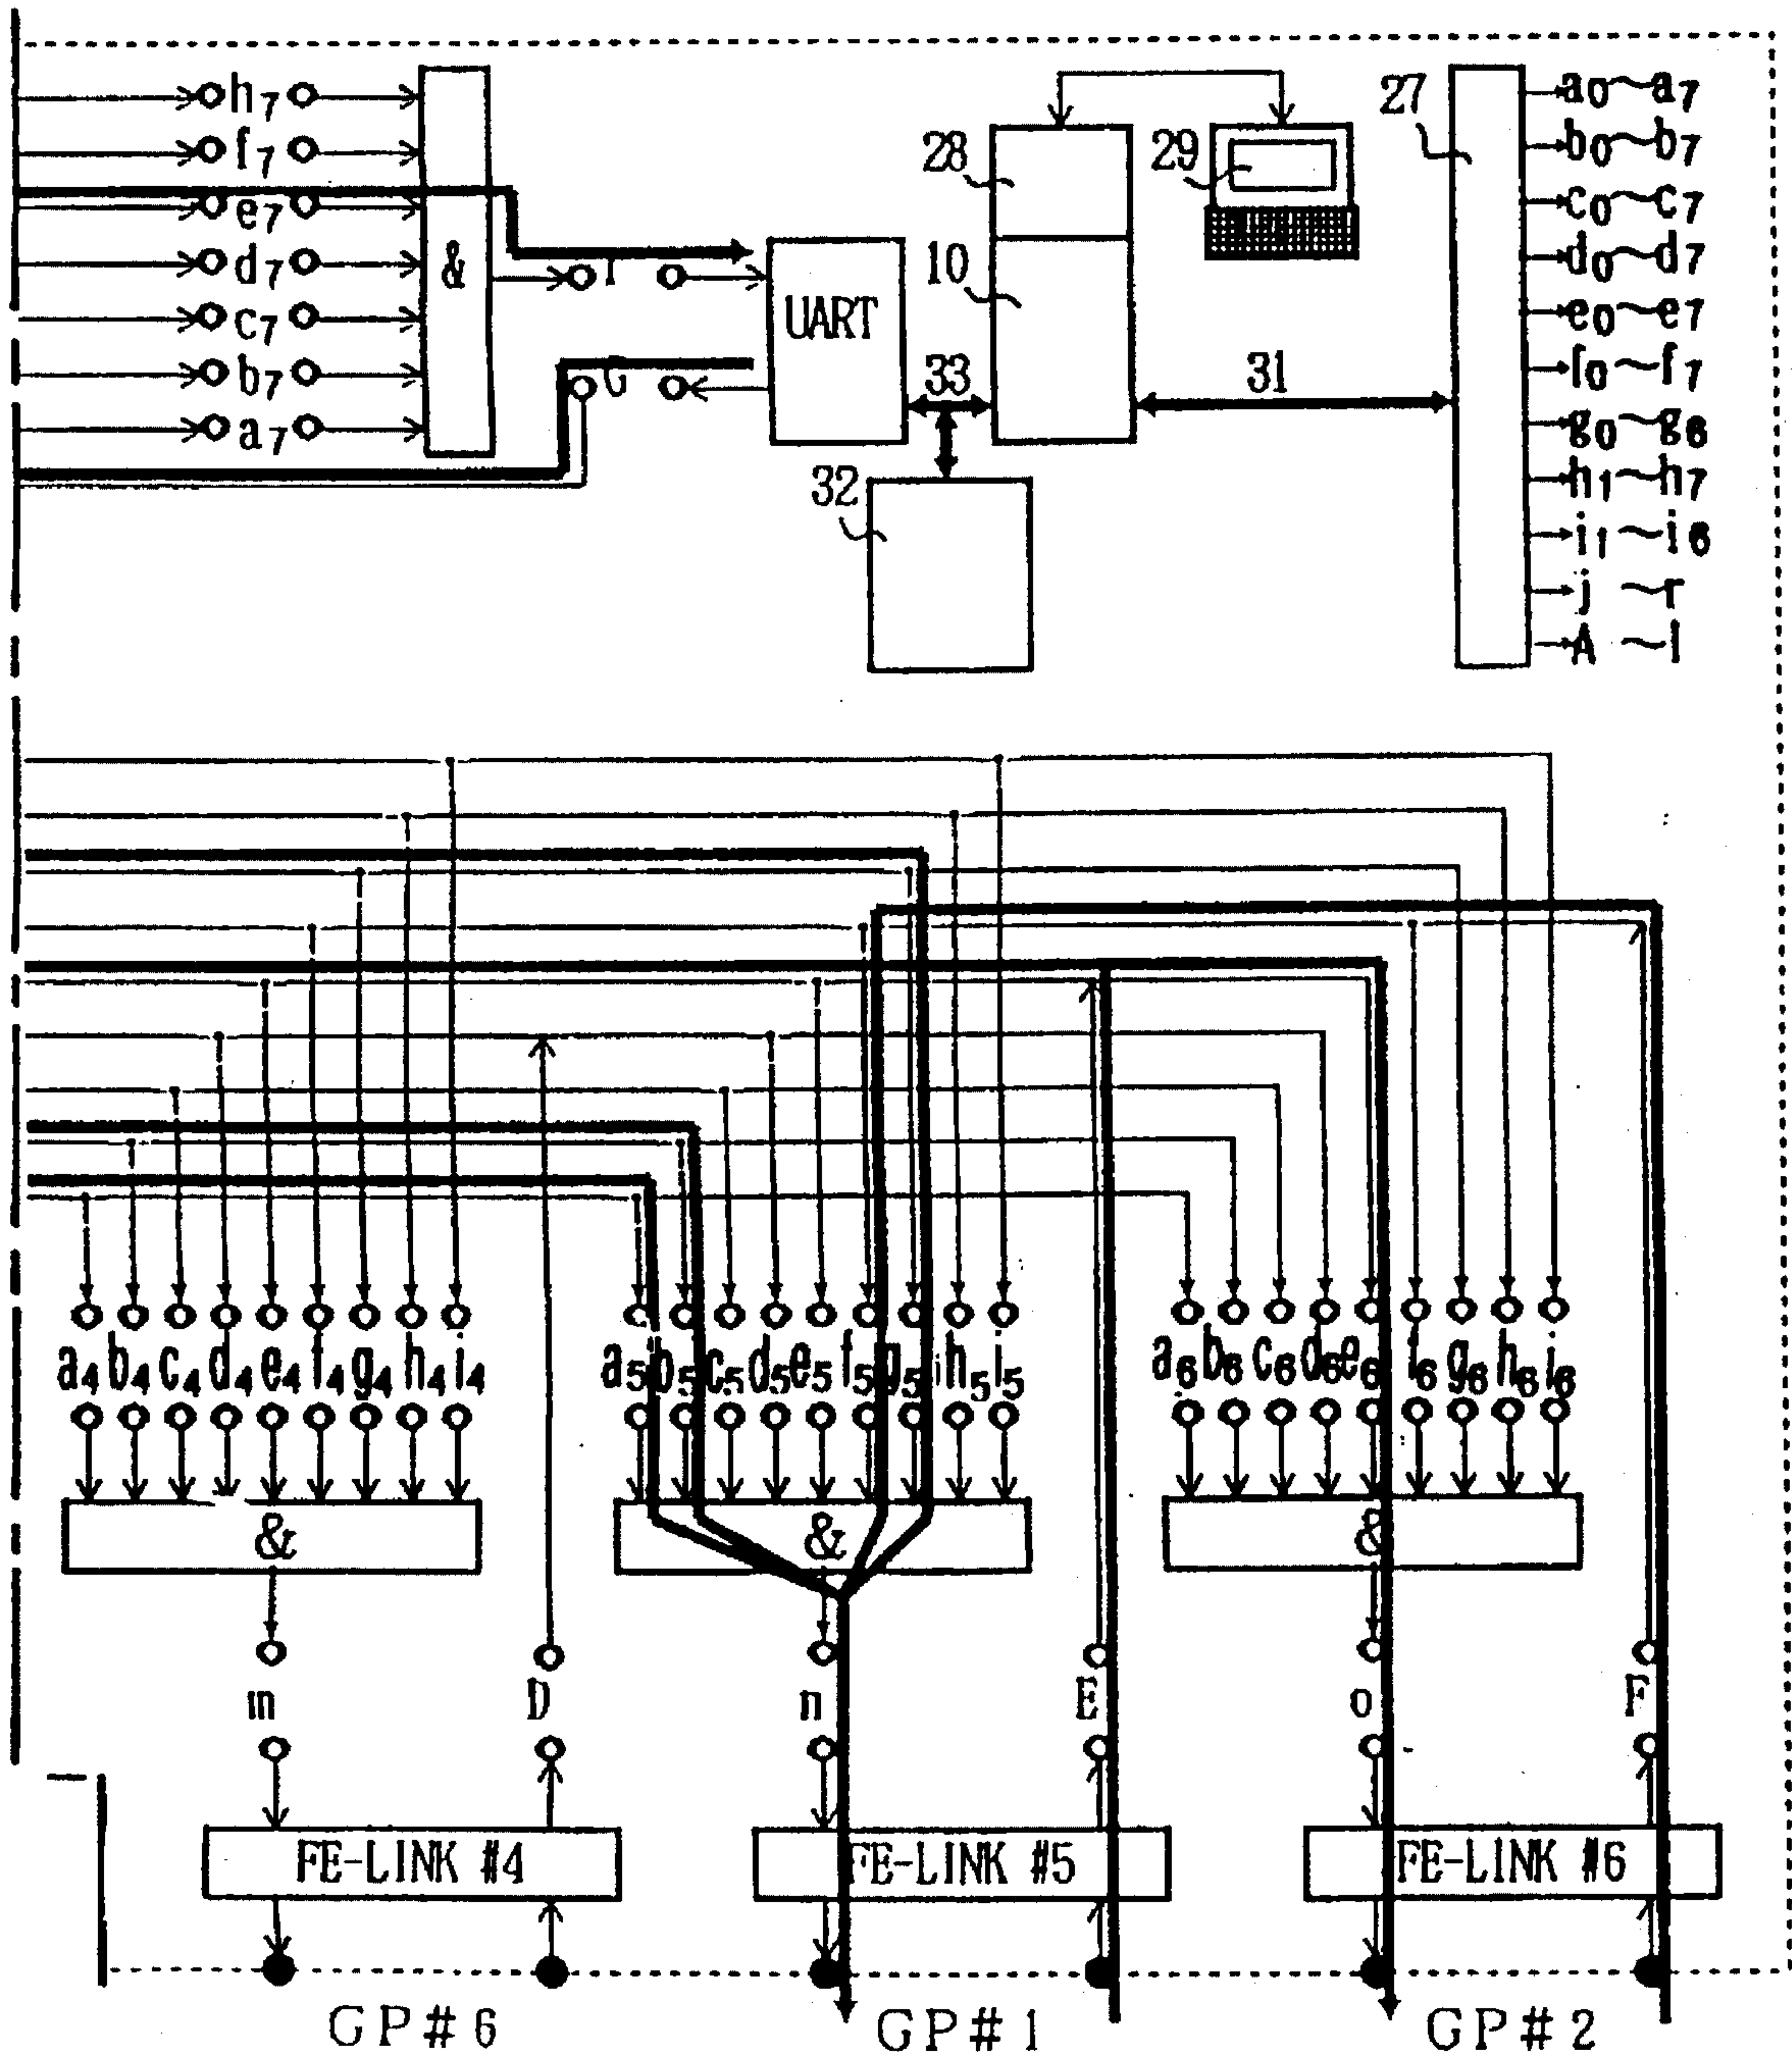 h7
f7
e7
d7
c7
b7
a7
&
I
G
UART
28
10
29
27
33
31
32
a0~a7
b0~b7
c0~c7
d0~d7
e0~e7
f0~f7
g0~g6
h1~h7
i1~i6
j~r
A~I
a4 b4 c4 d4 e4 f4 g4 h4 i4
a5 b5 c5 d5 e5 f5 g5 h5 i5
a6 b6 c6 d6 e6 f6 g6 h6 i6
& & &
m D n E o F
FE-LINK #4 FE-LINK #5 FE-LINK #6
GP#6 GP#1 GP#2